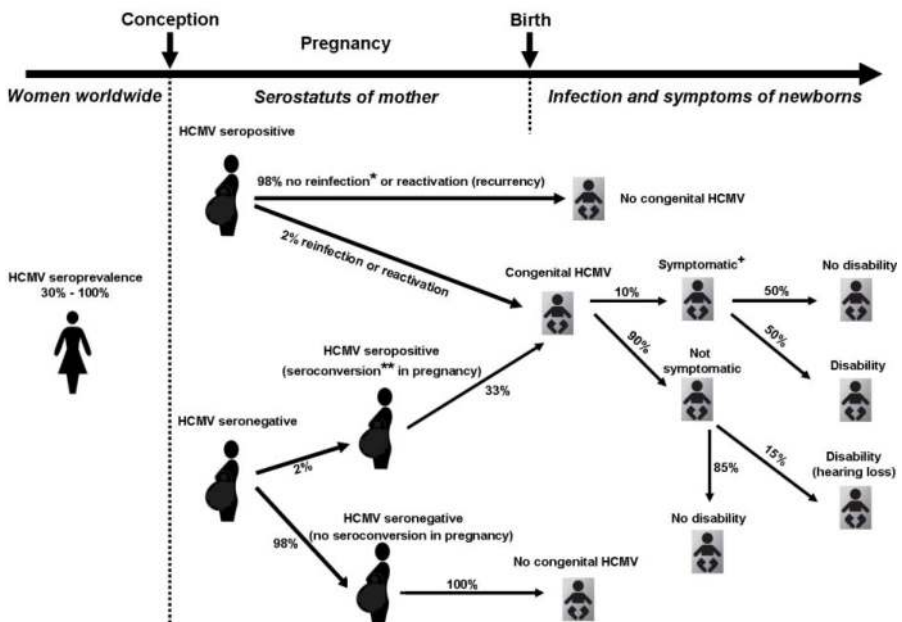 Conception
Pregnancy
Birth
Women worldwide
Serostatuts of mother
Infection and symptoms of newborns
HCMV seropositive
98% no reinfection* or reactivation (recurrency)
No congenital HCMV
2% reinfection or reactivation
HCMV seroprevalence
30% - 100%
Congenital HCMV
Symptomatic+
No disability
10%
50%
50%
90%
Not
symptomatic
Disability
HCMV seropositive
(seroconversion** in pregnancy)
33%
HCMV seronegative
2%
85%
15%
Disability
(hearing loss)
98%
HCMV seronegative
(no seroconversion in pregnancy)
No disability
No congenital HCMV
100%